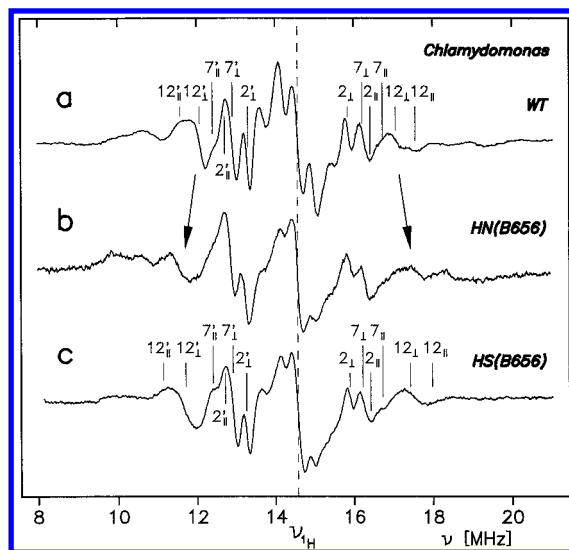 Chlamydomonas
a
7'∥ 7'⊥
12'∥ 12'⊥ 2'⊥
2'∥
7⊥ 7∥
2⊥ 2∥ 12⊥ 12∥
WT
b
HN(B656)
c
7'∥ 7'⊥
12'∥ 12'⊥ 2'⊥
2'∥
7⊥ 7∥
2⊥ 2∥ 12⊥ 12∥
HS(B656)
8 10 12 14 16 18 20
ν1H ν [MHz]